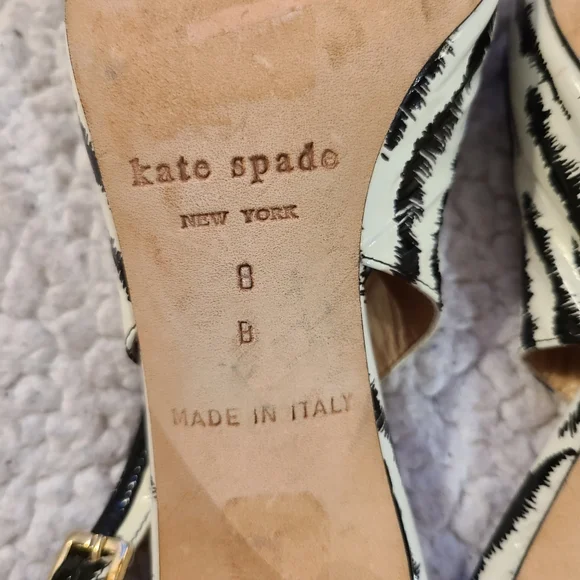 kate spade
NEW YORK
8
B
MADE IN ITALY